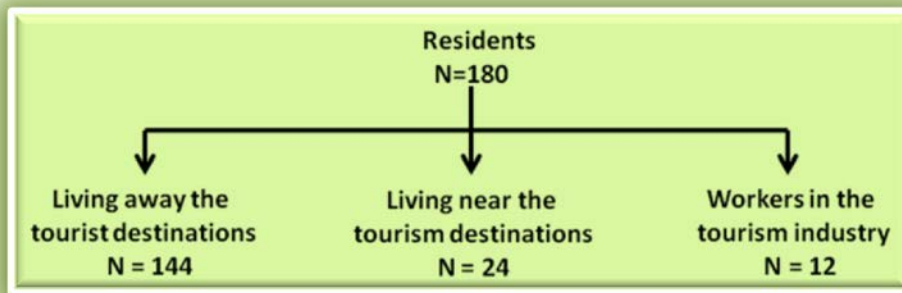 Residents
N=180
Living away the
tourist destinations
N = 144
Living near the
tourism destinations
N = 24
Workers in the
tourism industry
N = 12